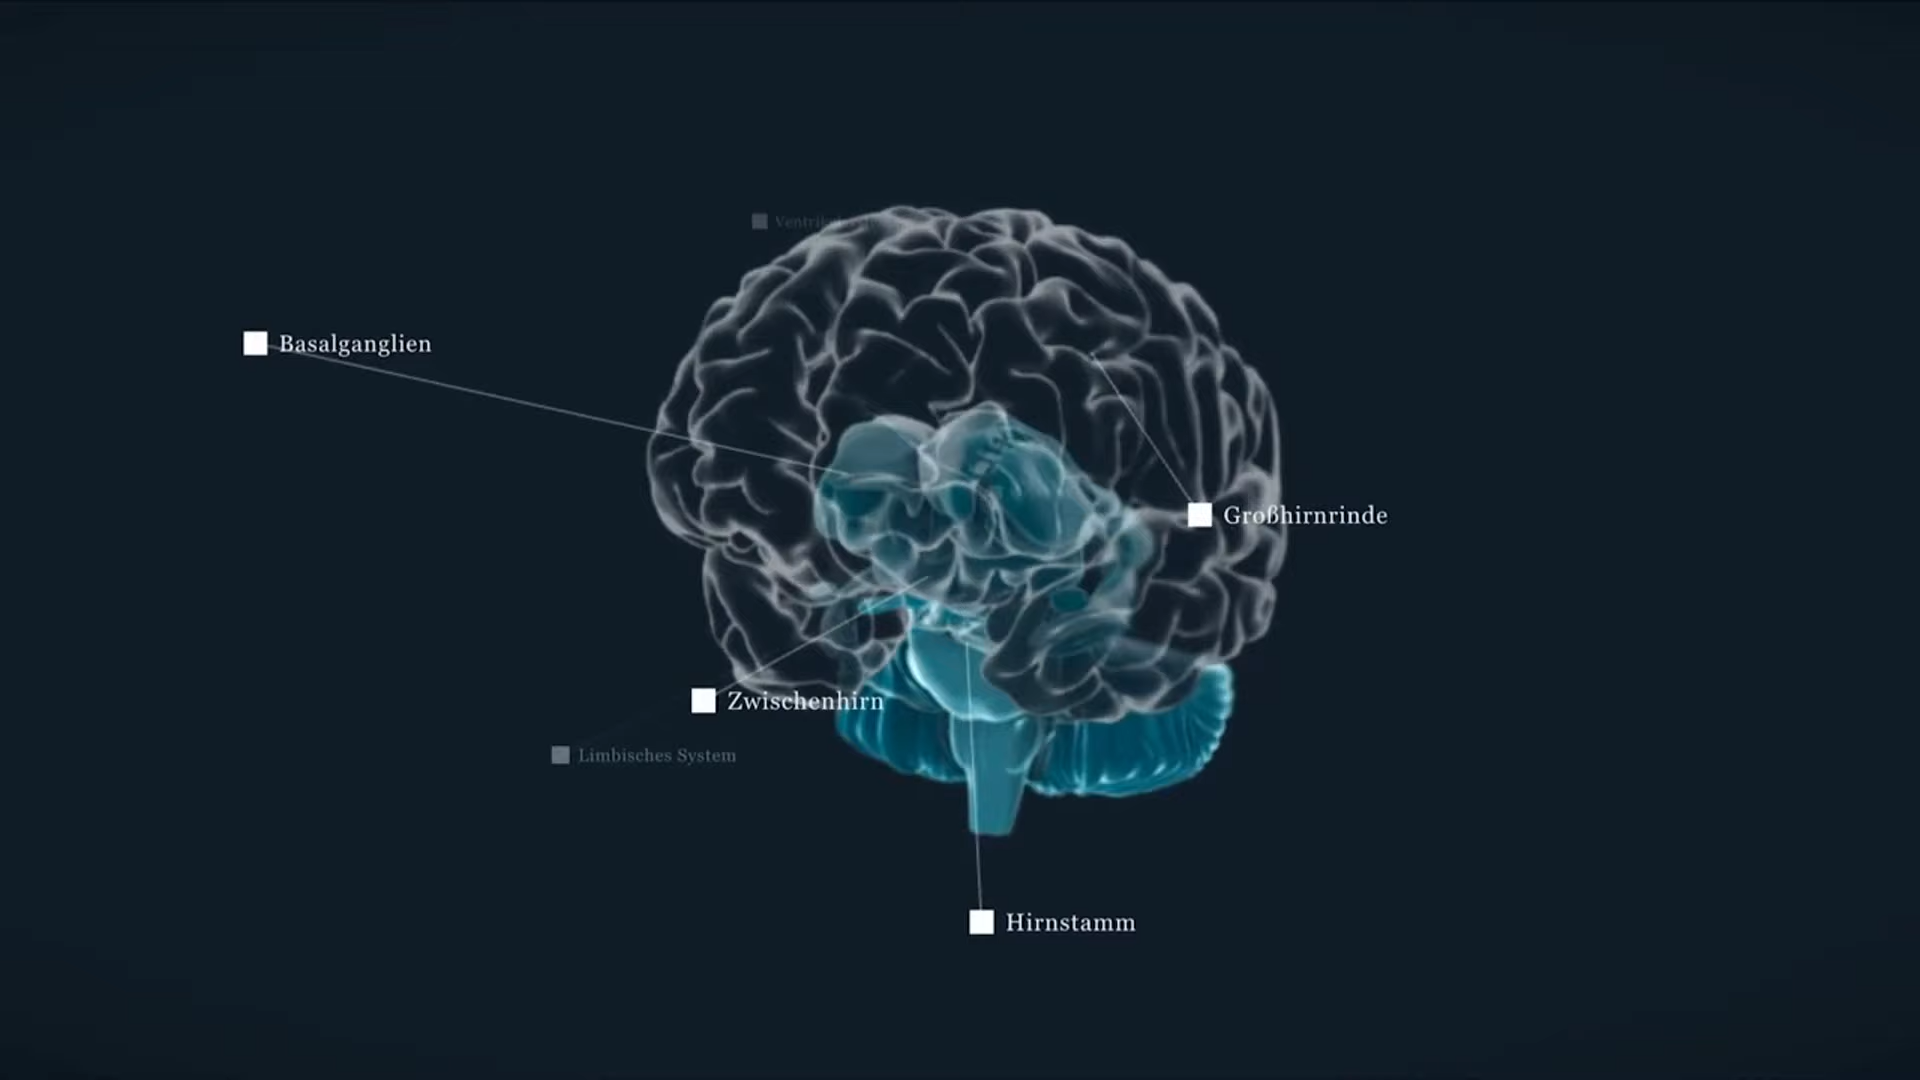 Basalganglien
Großhirnrinde
Zwischenhirn
Limbisches System
Hirnstamm